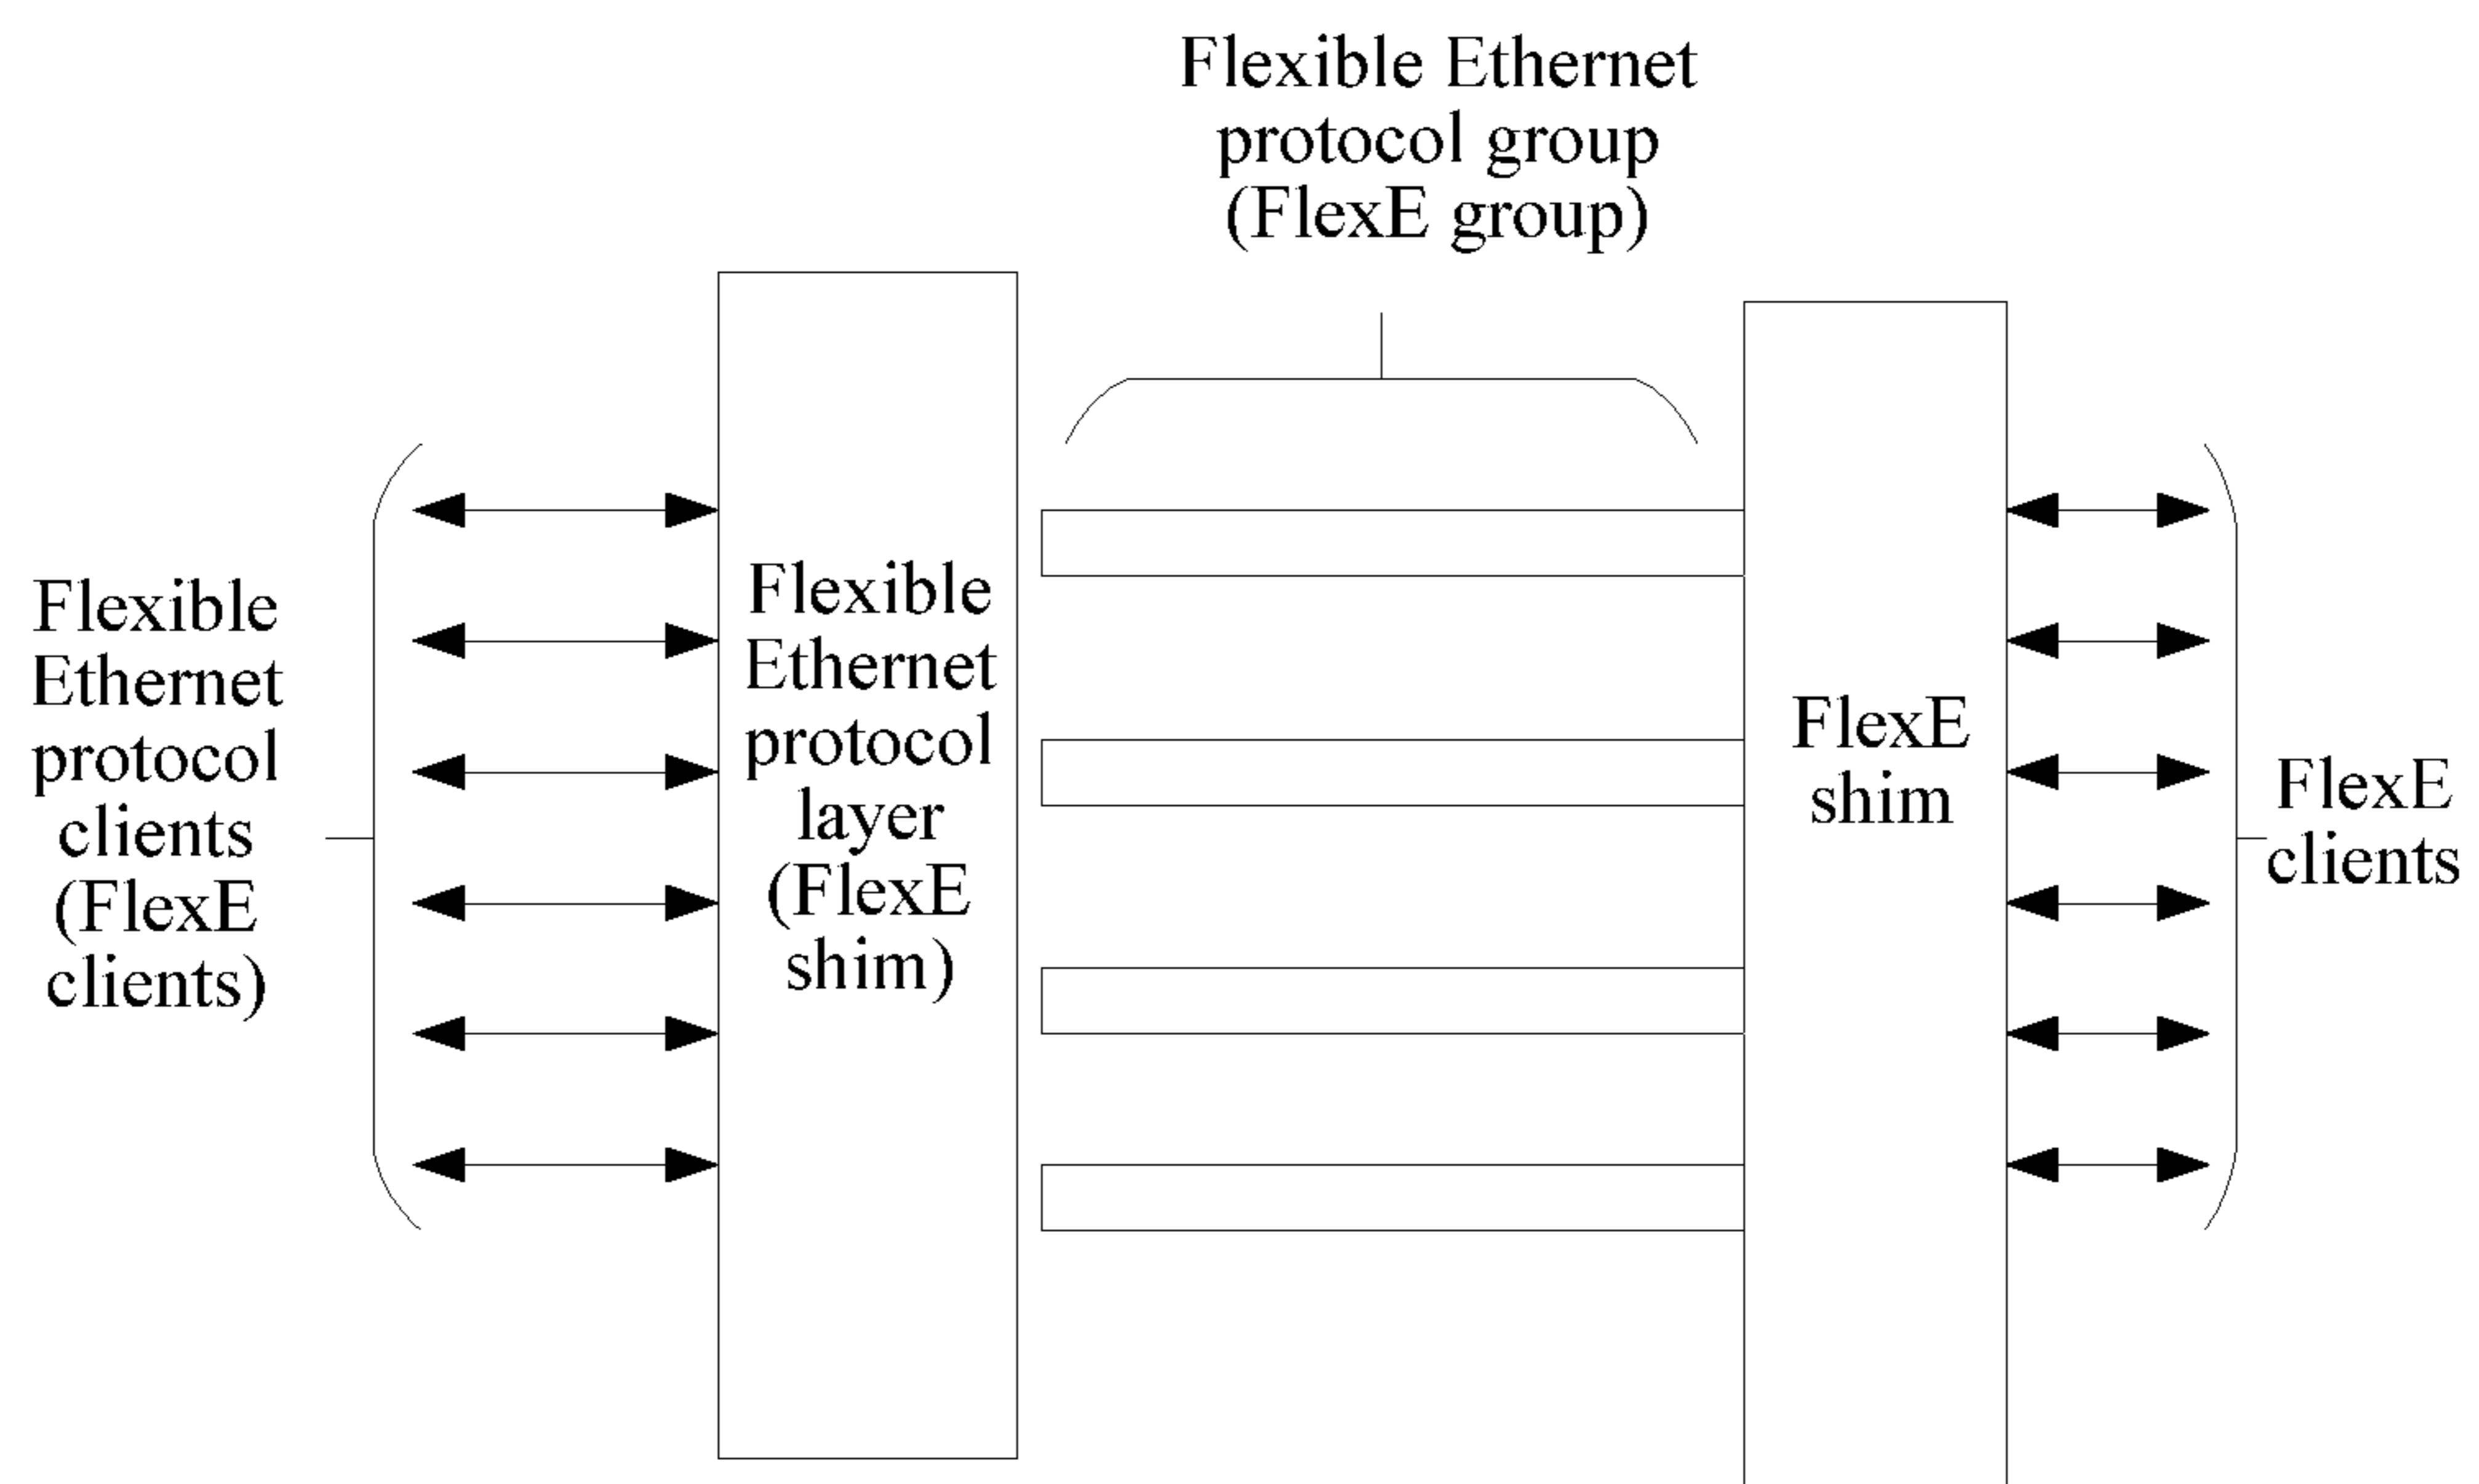 Flexible Ethernet
protocol group
(FlexE group)
Flexible
Ethernet
protocol
clients
(FlexE
clients)
Flexible
Ethernet
protocol
layer
(FlexE
shim)
FlexE
shim
FlexE
clients